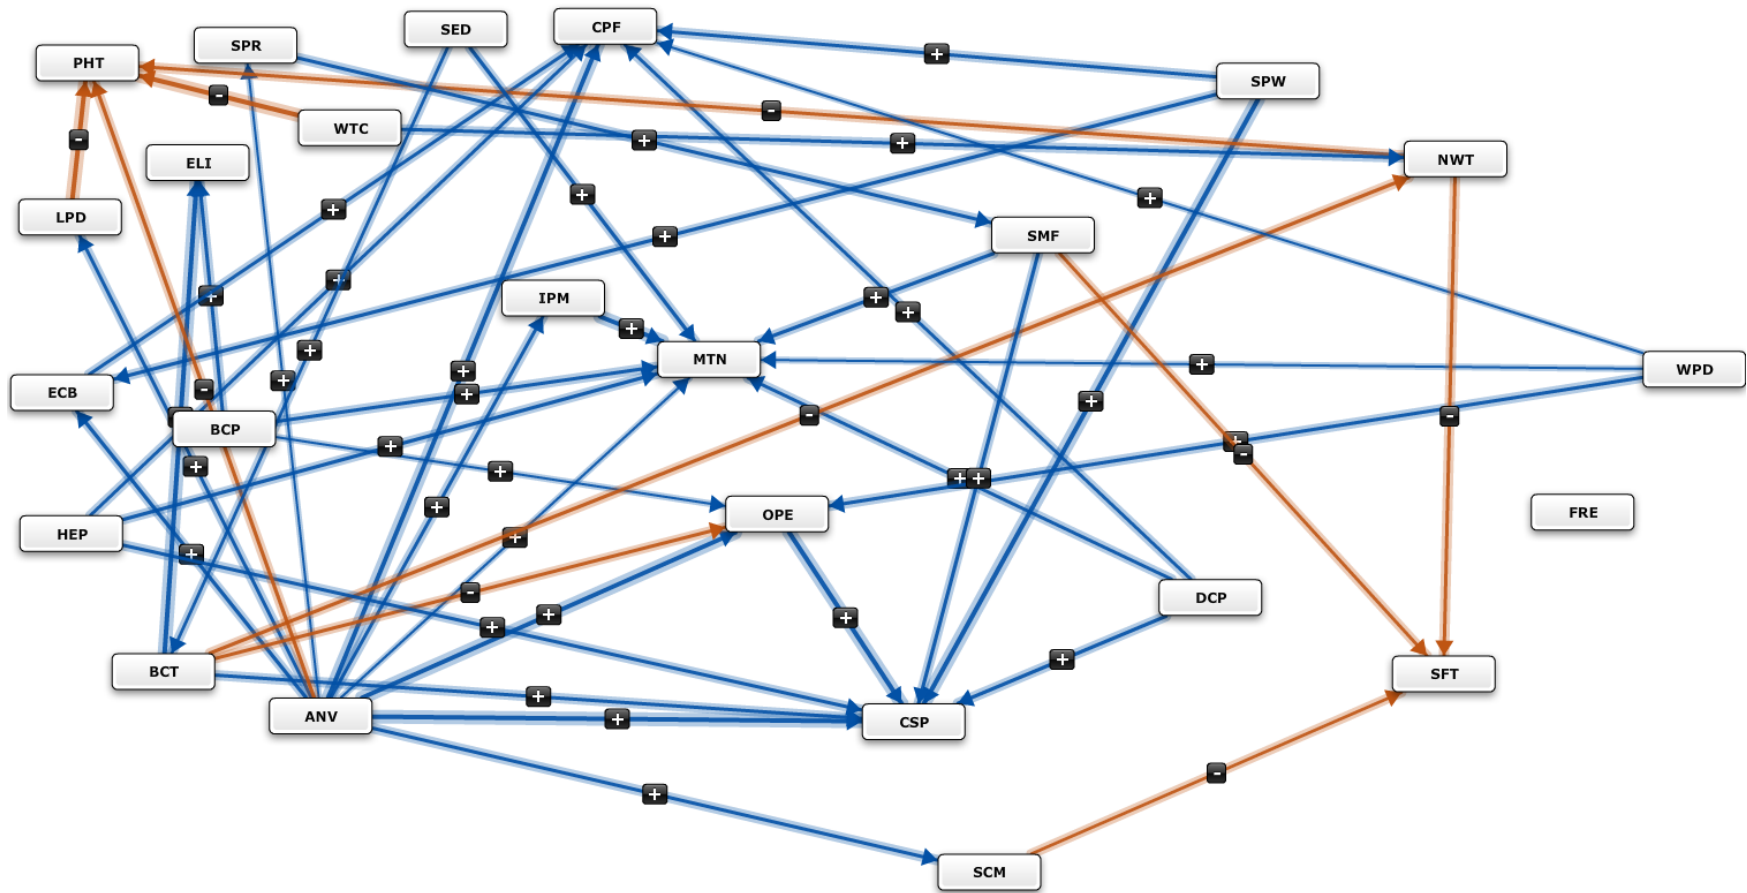 CPF
SED
SPR
PHT
SPW
-
+
-
WTC
+
+
-
NWT
ELI
+
+
LPD
+
SMF
+
+
+
IPM
+
+
+
+
MTN
+
+
+
WPD
+
-
ECB
+
+
-
-
BCP
+
+
-
+
+
+
+
+
FRE
OPE
HEP
+
+
-
DCP
+
+
+
+
BCT
SFT
+
ANV
+
CSP
-
+
SCM